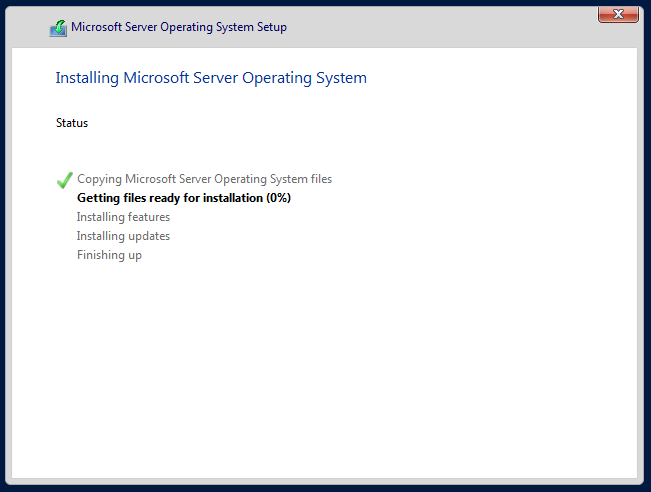 Microsoft Server Operating System Setup
Installing Microsoft Server Operating System
Status
Copying Microsoft Server Operating System files
Getting files ready for installation (0%)
Installing features
Installing updates
Finishing up